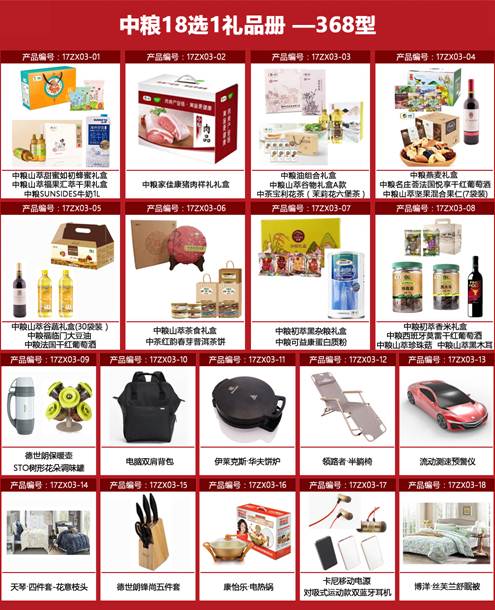 中粮18选1礼品册 —368型
产品编号：17ZX03-01
产品编号：17ZX03-02
产品编号：17ZX03-03
产品编号：17ZX03-04
中粮山萃甜蜜如初蜂蜜礼盒
中粮山萃福果汇萃干果礼盒
中粮SUNSIDES牛奶1L
中粮家佳康猪肉祥礼礼盒
中粮油组合礼盒
中粮山萃谷物礼盒A款
中茶宝利花茶（茉莉花六堡茶）
中粮燕麦礼盒
中粮名庄荟法国悦享干红葡萄酒
中粮山萃坚果混合果仁(7袋装)
产品编号：17ZX03-05
产品编号：17ZX03-06
产品编号：17ZX03-07
产品编号：17ZX03-08
中粮山萃谷蔬礼盒(30袋装）
中粮福临门大豆油
中粮法国干红葡萄酒
中粮山萃茶食礼盒
中茶红韵春芽普洱茶饼
中粮初萃黑杂粮礼盒
中粮可益康蛋白质粉
中粮初萃香米礼盒
中粮西班牙莫雷干红葡萄酒
中粮山萃珍珠菇 中粮山萃黑木耳
产品编号：17ZX03-09
产品编号：17ZX03-10
产品编号：17ZX03-11
产品编号：17ZX03-12
产品编号：17ZX03-13
德世朗保暖壶
STO树形花朵调味罐
电脑双肩背包
伊莱克斯·华夫饼炉
领路者·半躺椅
流动测速预警仪
产品编号：17ZX03-14
产品编号：17ZX03-15
产品编号：17ZX03-16
产品编号：17ZX03-17
产品编号：17ZX03-18
天琴·四件套-花意枝头
德世朗锋尚五件套
康怡乐·电热锅
卡尼移动电源
对吸式运动款双蓝牙耳机
博洋·丝芙兰舒眠被